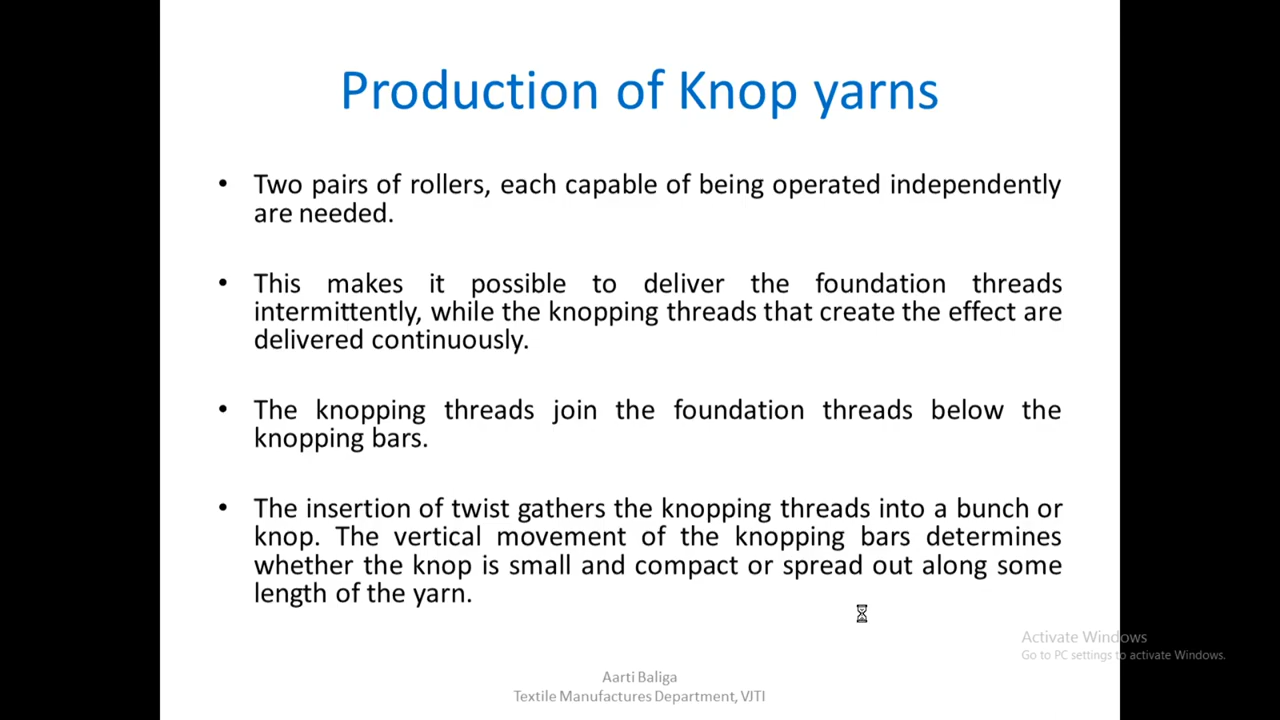 Production of Knop yarns
• Two pairs of rollers, each capable of being operated independently
are needed.
• This makes it possible to deliver the foundation threads
intermittently, while the knopping threads that create the effect are
delivered continuously.
• The knopping threads join the foundation threads below the
knopping bars.
• The insertion of twist gathers the knopping threads into a bunch or
knop. The vertical movement of the knopping bars determines
whether the knop is small and compact or spread out along some
length of the yarn.
Activate Windows
Go to PC settings to activate Windows.
Aarti Baliga
Textile Manufactures Department, VJTI